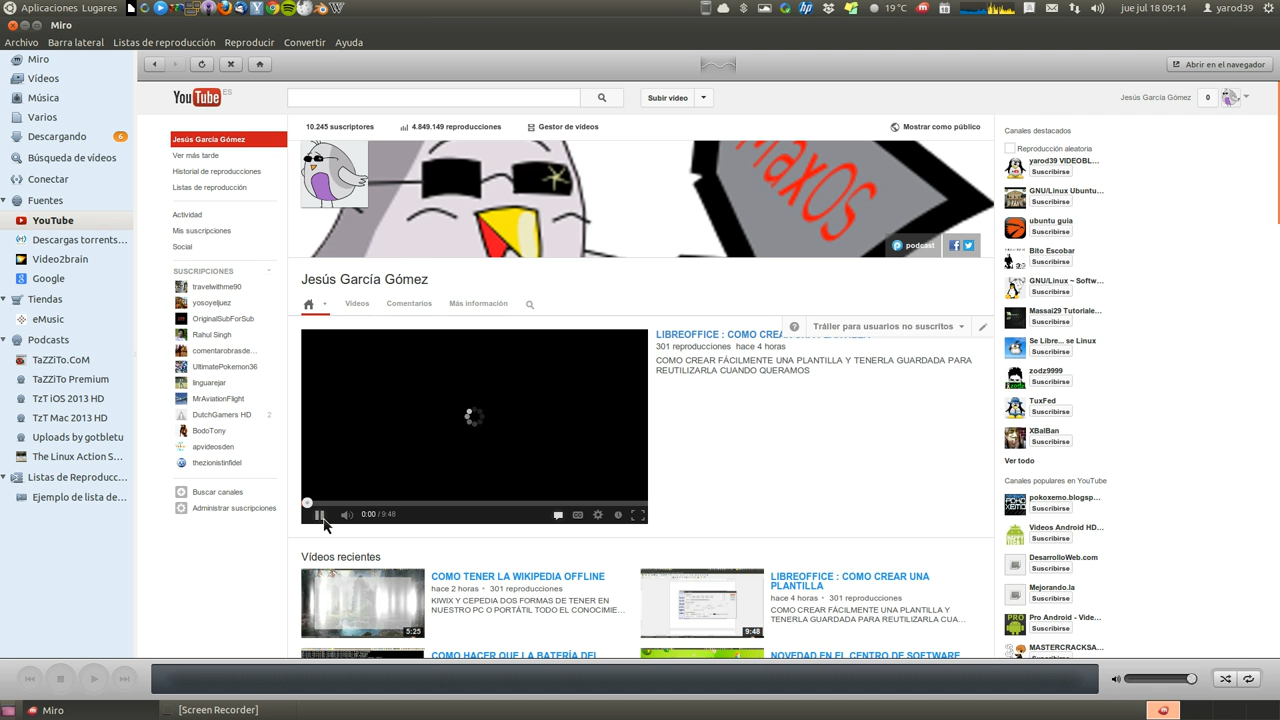 Aplicaciones Lugares
19 °C
jue jul 18 09:14
yarod39
Miro
Archivo Barra lateral Listas de reproducción Reproducir Convertir Ayuda
Miro
Vídeos
Música
Varios
Descargando 6
Búsqueda de vídeos
Conectar
Fuentes
YouTube
Descargas torrents...
Video2brain
Google
Tiendas
eMusic
Podcasts
TaZZiTo.CoM
TaZZiTo Premium
TzT iOS 2013 HD
TzT Mac 2013 HD
Uploads by gotbletu
The Linux Action S...
Listas de Reproducc...
Ejemplo de lista de...
Abrir en el navegador
YouTube ES
Subir vídeo
Jesús García Gómez 0
Jesús García Gómez
Ver más tarde
Historial de reproducciones
Listas de reproducción
Actividad
Mis suscripciones
Social
SUSCRIPCIONES
travelwithme90
yosoyeljuez
OriginalSubForSub
Rahul Singh
comentarobrasde...
UltimatePokemon36
linguarejar
MrAviationFlight
DutchGamers HD 2
BodoTony
apvideosden
thezionistinfidel
Buscar canales
Administrar suscripciones
10.245 suscriptores
4.849.149 reproducciones
Gestor de vídeos
Mostrar como público
MaxOS
podcast
Jesús García Gómez
Vídeos Comentarios Más información
Tráiler para usuarios no suscritos
LIBREOFFICE : COMO CREA
301 reproducciones hace 4 horas
COMO CREAR FÁCILMENTE UNA PLANTILLA Y TENERLA GUARDADA PARA
REUTILIZARLA CUANDO QUERAMOS
0:00 / 9:48
Vídeos recientes
COMO TENER LA WIKIPEDIA OFFLINE
hace 2 horas · 301 reproducciones
KIWIX Y CEPEDIA DOS FORMAS DE TENER EN
NUESTRO PC O PORTÁTIL TODO EL CONOCIMIE...
5:25
LIBREOFFICE : COMO CREAR UNA
PLANTILLA
hace 4 horas · 301 reproducciones
COMO CREAR FÁCILMENTE UNA PLANTILLA Y
TENERLA GUARDADA PARA REUTILIZARLA CUA...
9:48
COMO HACER QUE LA BATERÍA DEL
NOVEDAD EN EL CENTRO DE SOFTWARE
Canales destacados
Reproducción aleatoria
yarod39 VIDEOBL...
Suscribirse
GNU/Linux Ubuntu...
Suscribirse
ubuntu guia
Suscribirse
Bito Escobar
Suscribirse
GNU/Linux ~ Softw...
Suscribirse
Massai29 Tutoriale...
Suscribirse
Se Libre... se Linux
Suscribirse
zodz9999
Suscribirse
TuxFed
Suscribirse
XBalBan
Suscribirse
Ver todo
Canales populares en YouTube
pokoxemo.blogsp...
Suscribirse
Videos Android HD...
Suscribirse
DesarrolloWeb.com
Suscribirse
Mejorando.la
Suscribirse
Pro Android - Vide...
Suscribirse
MASTERCRACKSA...
Miro
[Screen Recorder]